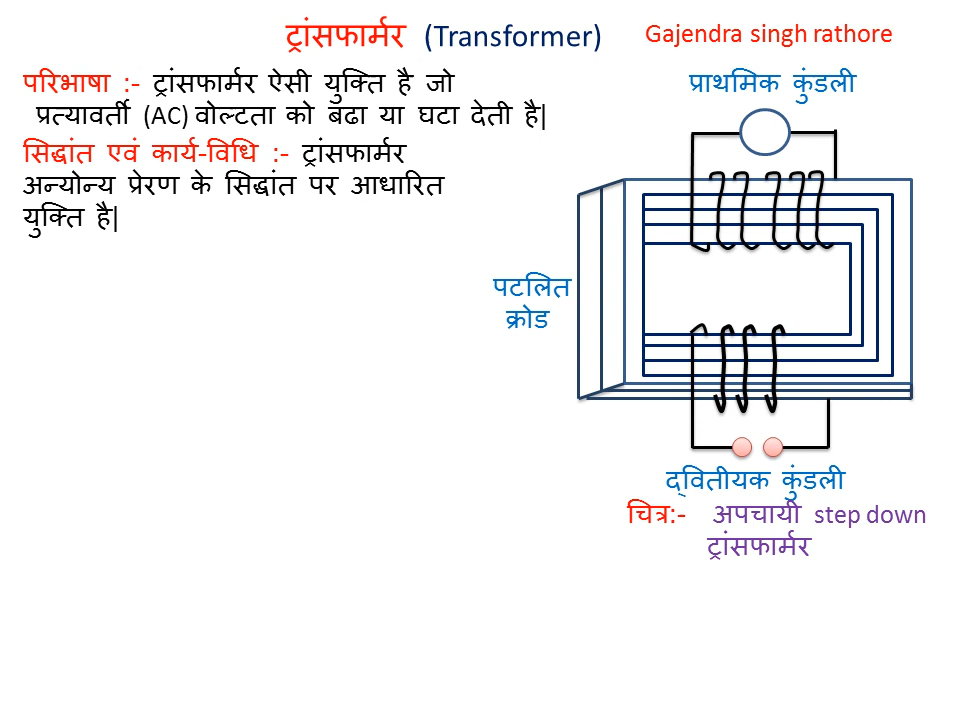 ट्रांसफार्मर (Transformer)
Gajendra singh rathore
परिभाषा :- ट्रांसफार्मर ऐसी युक्ति है जो
प्रत्यावर्ती (AC) वोल्टता को बढा या घटा देती है|
सिद्धांत एवं कार्य-विधि :- ट्रांसफार्मर
अन्योन्य प्रेरण के सिद्धांत पर आधारित
युक्ति है|
प्राथमिक कुंडली
पटलित
क्रोड
द्वितीयक कुंडली
चित्र:- अपचायी step down
ट्रांसफार्मर